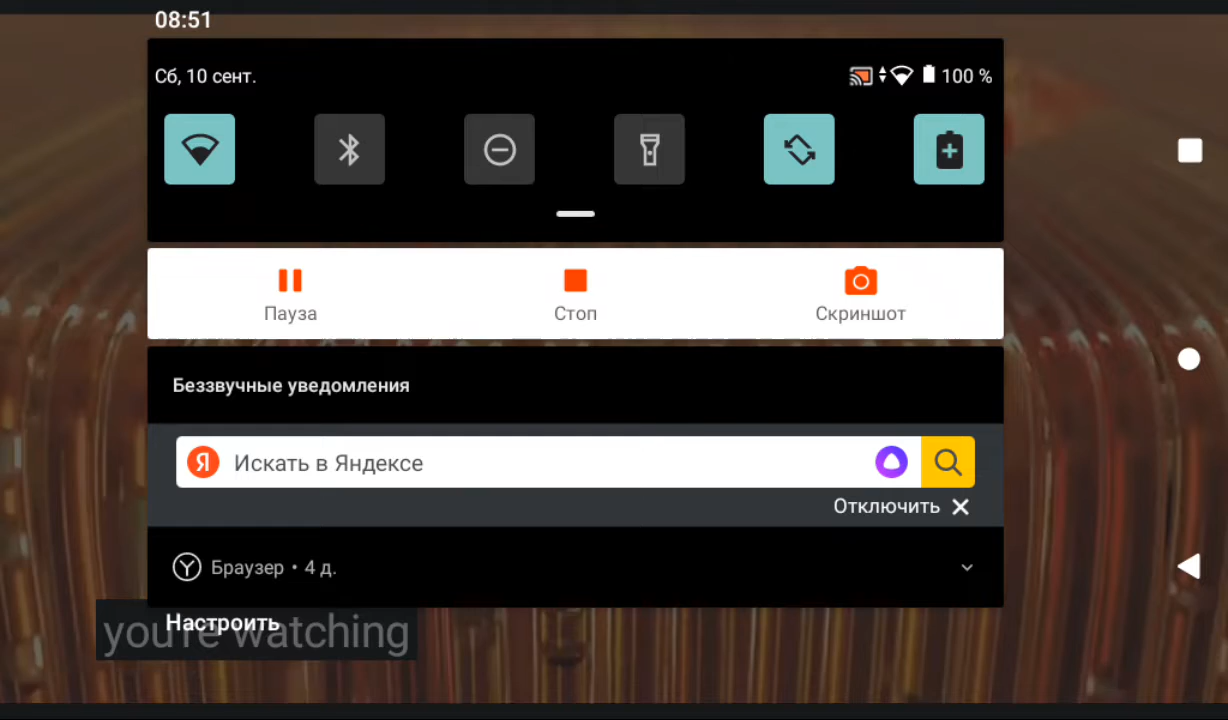 08:51
Сб, 10 сент.
100 %
Пауза
Стоп
Скриншот
Беззвучные уведомления
Я Искать в Яндексе
Отключить
Браузер • 4 д.
Настроить
you're watching